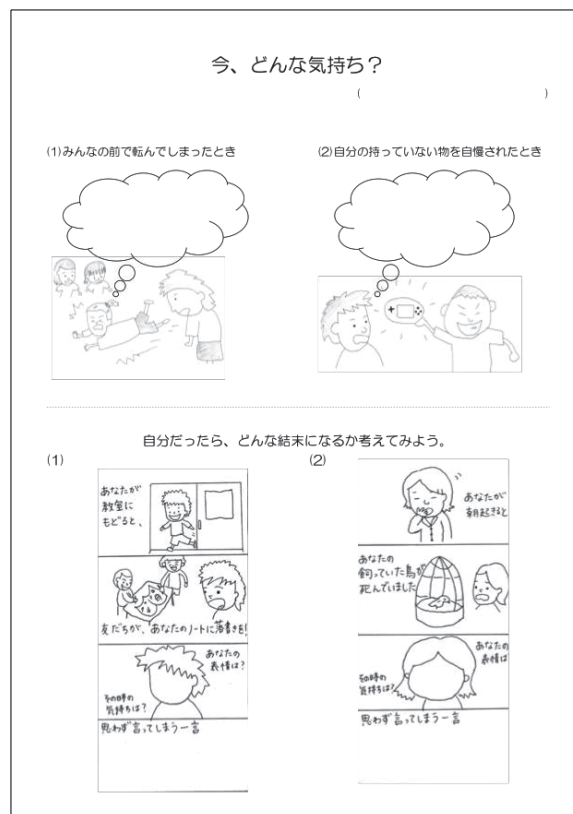 今、どんな気持ち?
( )
(1)みんなの前で転んでしまったとき
(2)自分の持っていない物を自慢されたとき
自分だったら、どんな結末になるか考えてみよう。
(1)
あなたが
教室に
もどると、
友だちが、あなたのノートに落書きを!
あなたの
表情は?
その時の
気持ちは?
思わず言ってしまう一言
(2)
あなたが
朝起きると
あなたの
飼っていた鳥が
死んでいました
あなたの
表情は
その時の
気持ちは?
思わず言ってしまう一言